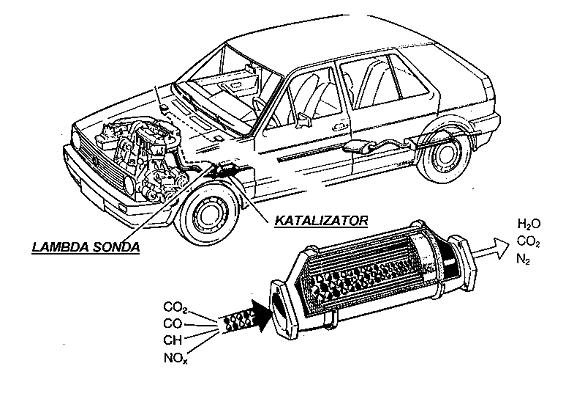 KATALIZATOR
LAMBDA SONDA
H₂O
CO₂
N₂
CO₂
CO
CH
NOₓ